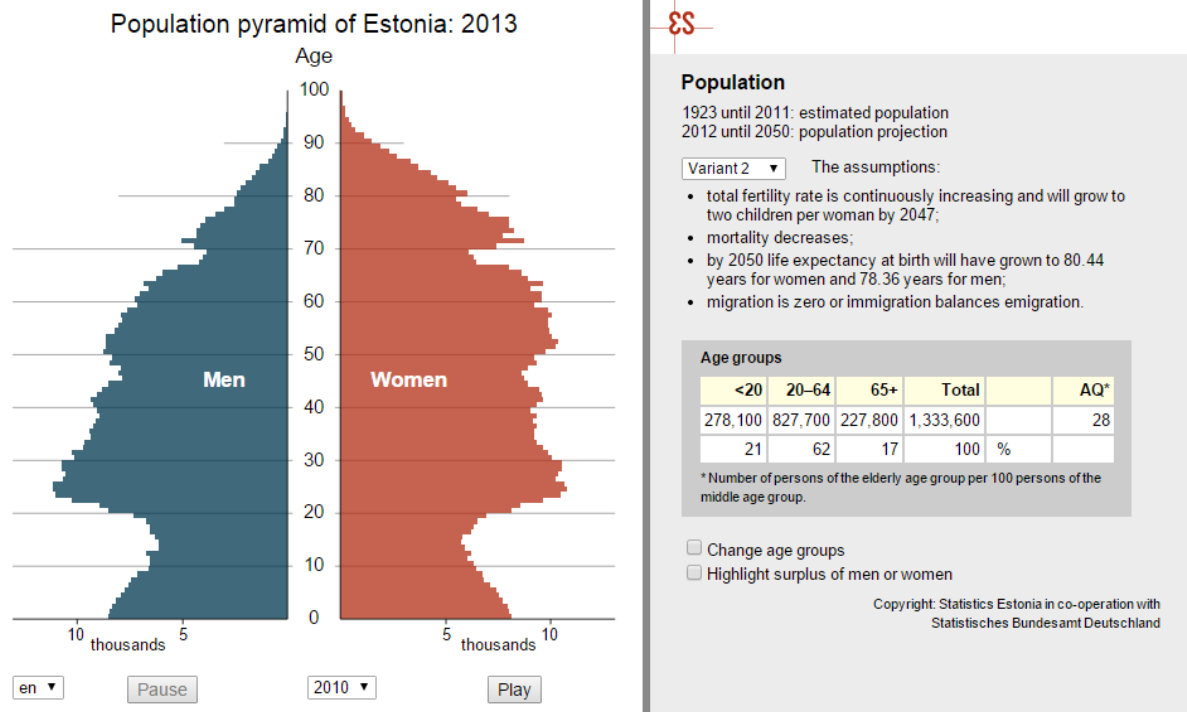 Population pyramid of Estonia: 2013
Age
100
90
80
70
60
50
40
30
20
10
0
Men
Women
10
5
thousands
5
10
thousands
en
Pause
2010
Play
Population
1923 until 2011: estimated population
2012 until 2050: population projection
Variant 2
The assumptions:
• total fertility rate is continuously increasing and will grow to
two children per woman by 2047;
• mortality decreases;
• by 2050 life expectancy at birth will have grown to 80.44
years for women and 78.36 years for men;
• migration is zero or immigration balances emigration.
Age groups
<20 20–64 65+ Total AQ*
278,100 827,700 227,800 1,333,600 28
21 62 17 100 %
* Number of persons of the elderly age group per 100 persons of the
middle age group.
Change age groups
Highlight surplus of men or women
Copyright: Statistics Estonia in co-operation with
Statistisches Bundesamt Deutschland